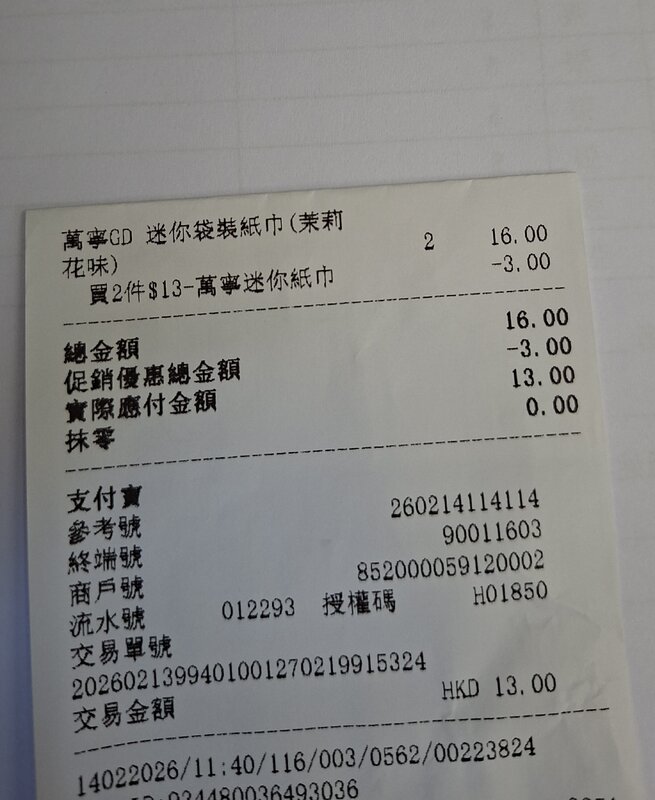 萬寧GD 迷你袋裝紙巾(茉莉
花味) 2 16.00
買2件$13-萬寧迷你紙巾 -3.00
總金額 16.00
促銷優惠總金額 -3.00
實際應付金額 13.00
抹零 0.00
支付寶
參考號 260214114114
終端號 90011603
商戶號 852000059120002
流水號 012293 授權碼 H01850
交易單號
2026021399401001270219915324
交易金額 HKD 13.00
14022026/11:40/116/003/0562/00223824